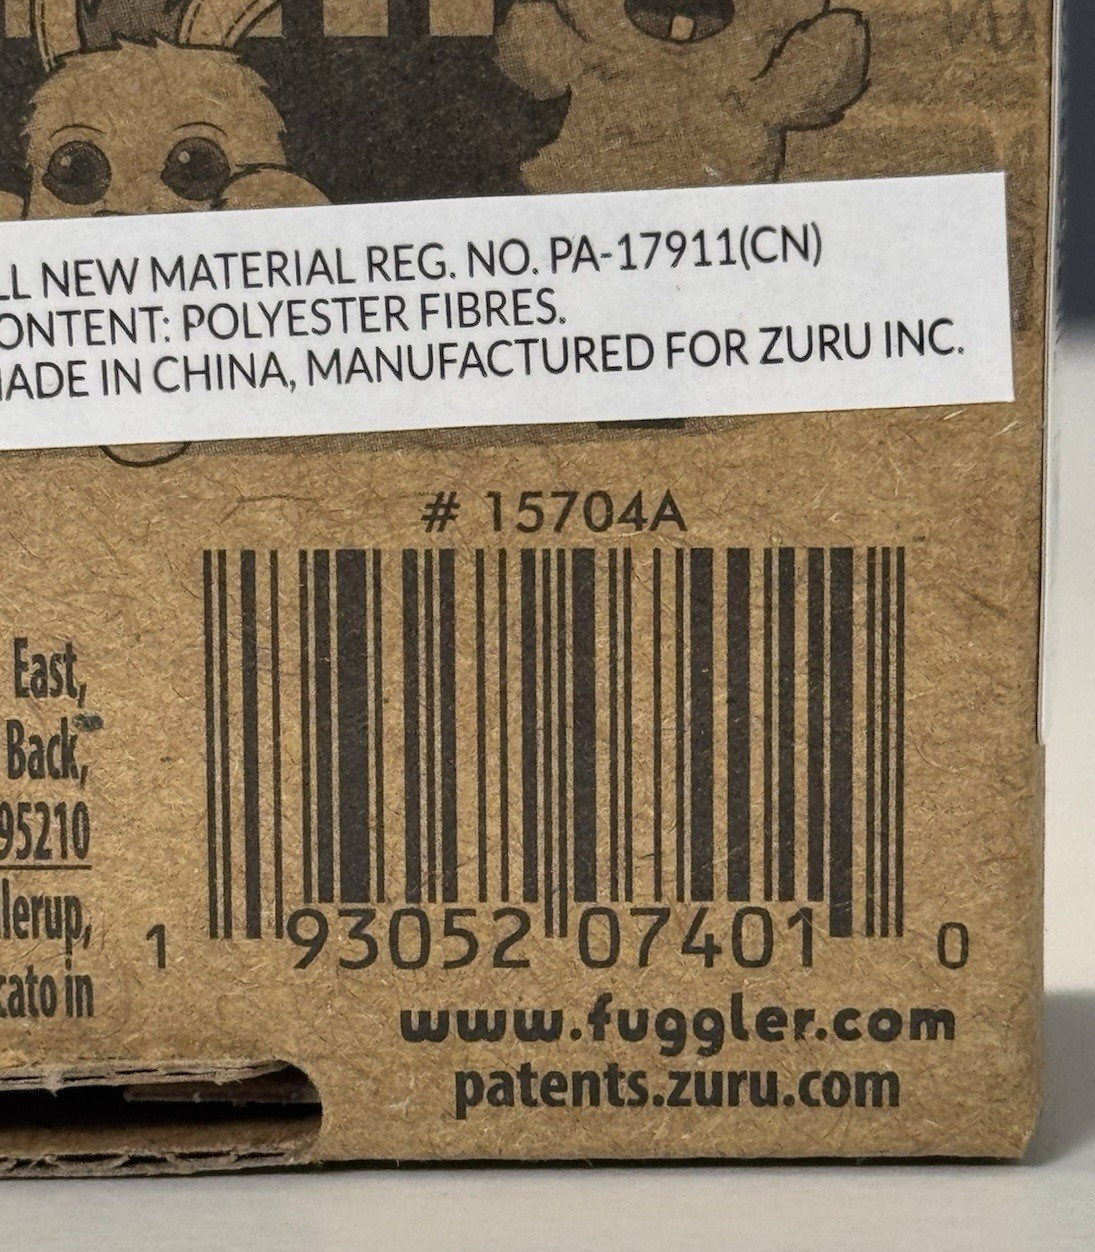 LL NEW MATERIAL REG. NO. PA-17911(CN)
ONTENT: POLYESTER FIBRES.
MADE IN CHINA, MANUFACTURED FOR ZURU INC.
# 15704A
East,
Back,
95210
lerup,
cato in
1 93052 07401 0
www.fuggler.com
patents.zuru.com